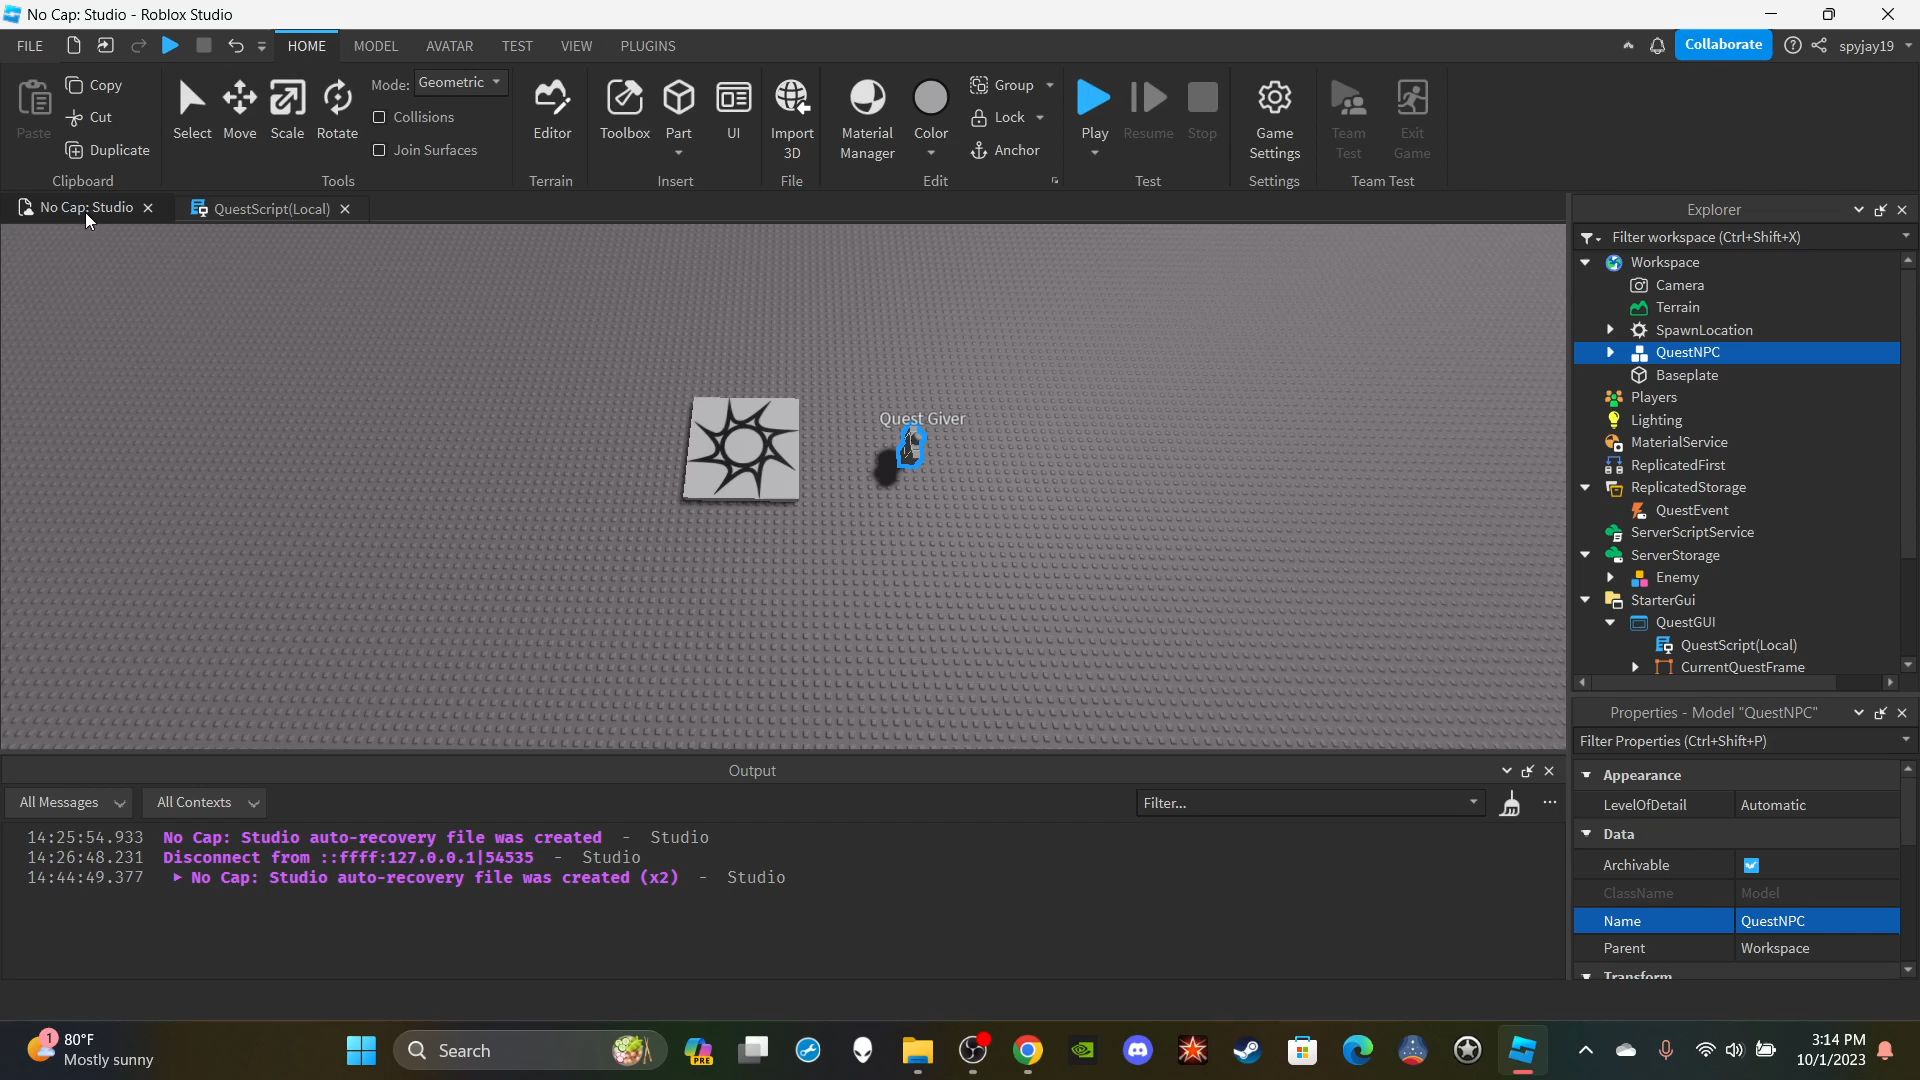 No Cap: Studio - Roblox Studio
FILE HOME MODEL AVATAR TEST VIEW PLUGINS Collaborate spyjay19
Paste
Copy
Cut
Duplicate
Clipboard
Select Move Scale Rotate
Mode: Geometric
Collisions
Join Surfaces
Tools
Editor
Terrain
Toolbox Part UI
Insert
Import
3D
File
Material
Manager
Color
Group
Lock
Anchor
Edit
Play Resume Stop
Test
Game
Settings
Settings
Team
Test
Exit
Game
Team Test
No Cap: Studio QuestScript(Local)
Quest Giver
Explorer
Filter workspace (Ctrl+Shift+X)
Workspace
Camera
Terrain
SpawnLocation
QuestNPC
Baseplate
Players
Lighting
MaterialService
ReplicatedFirst
ReplicatedStorage
QuestEvent
ServerScriptService
ServerStorage
Enemy
StarterGui
QuestGUI
QuestScript(Local)
CurrentQuestFrame
Properties - Model "QuestNPC"
Filter Properties (Ctrl+Shift+P)
Appearance
LevelOfDetail Automatic
Data
Archivable
ClassName Model
Name QuestNPC
Parent Workspace
Transform
Output
All Messages All Contexts Filter...
14:25:54.933 No Cap: Studio auto-recovery file was created - Studio
14:26:48.231 Disconnect from ::ffff:127.0.0.1|54535 - Studio
14:44:49.377 No Cap: Studio auto-recovery file was created (x2) - Studio
1
80°F
Mostly sunny
Search
PRE
3:14 PM
10/1/2023